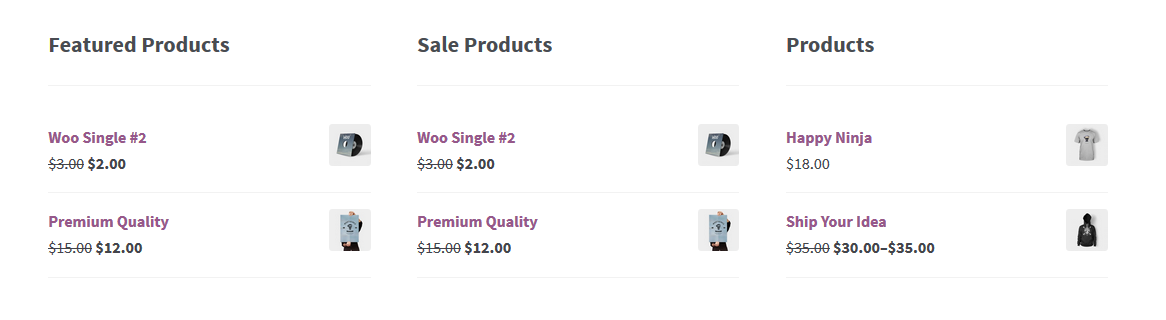 Featured Products
Woo Single #2
$3.00 $2.00
Premium Quality
$15.00 $12.00
Sale Products
Woo Single #2
$3.00 $2.00
Premium Quality
$15.00 $12.00
Products
Happy Ninja
$18.00
Ship Your Idea
$35.00 $30.00–$35.00